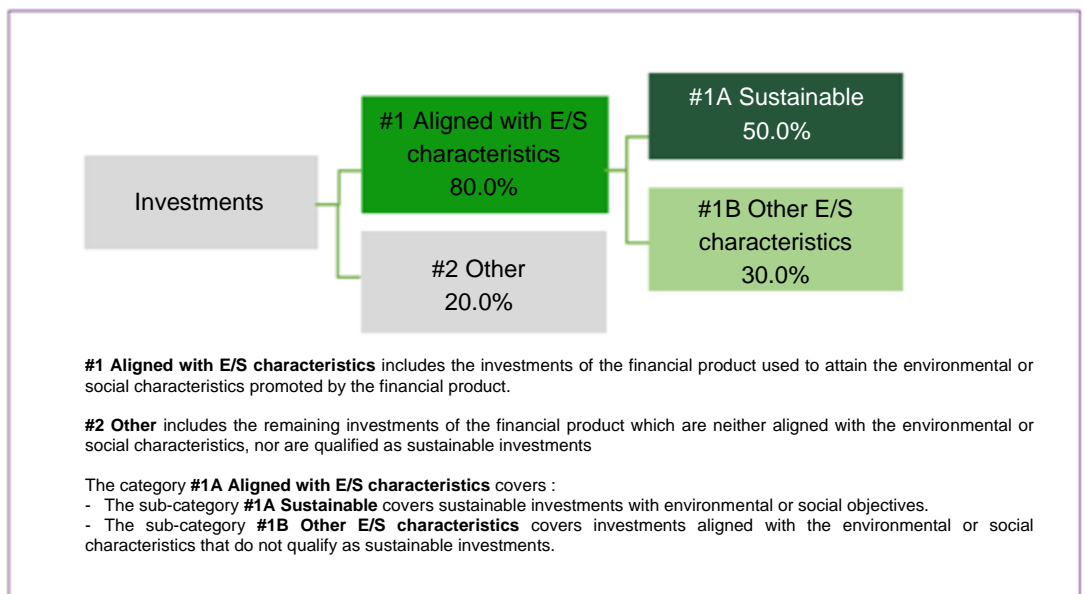 #1A Sustainable
50.0%
#1 Aligned with E/S
characteristics
80.0%
Investments
#1B Other E/S
characteristics
30.0%
#2 Other
20.0%
#1 Aligned with E/S characteristics includes the investments of the financial product used to attain the environmental or
social characteristics promoted by the financial product.
#2 Other includes the remaining investments of the financial product which are neither aligned with the environmental or
social characteristics, nor are qualified as sustainable investments
The category #1A Aligned with E/S characteristics covers :
- The sub-category #1A Sustainable covers sustainable investments with environmental or social objectives.
- The sub-category #1B Other E/S characteristics covers investments aligned with the environmental or social
characteristics that do not qualify as sustainable investments.